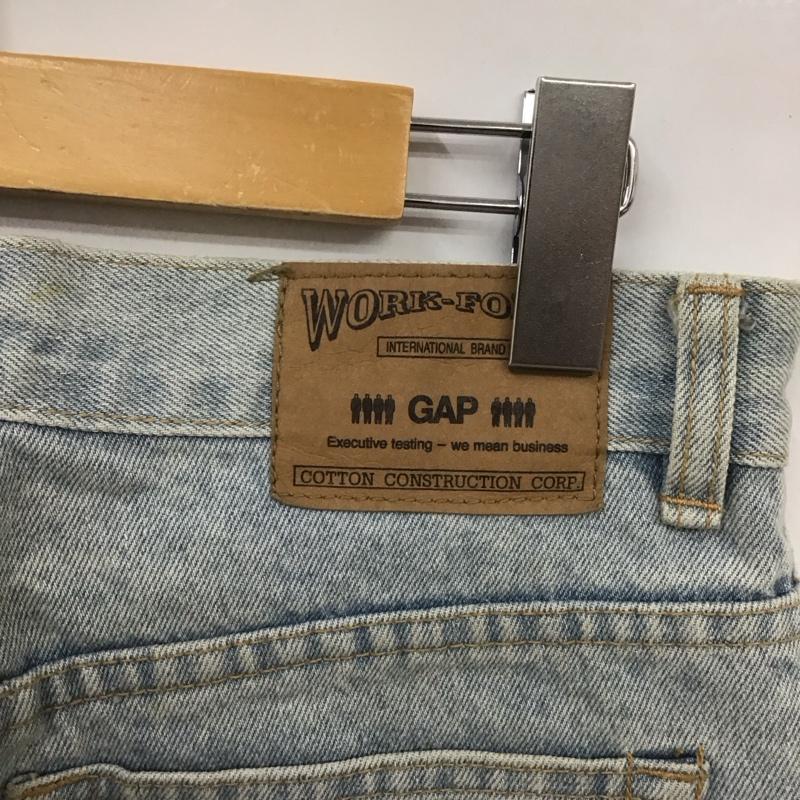 WORK-FO
INTERNATIONAL BRAND
GAP
Executive testing – we mean business
COTTON CONSTRUCTION CORP.